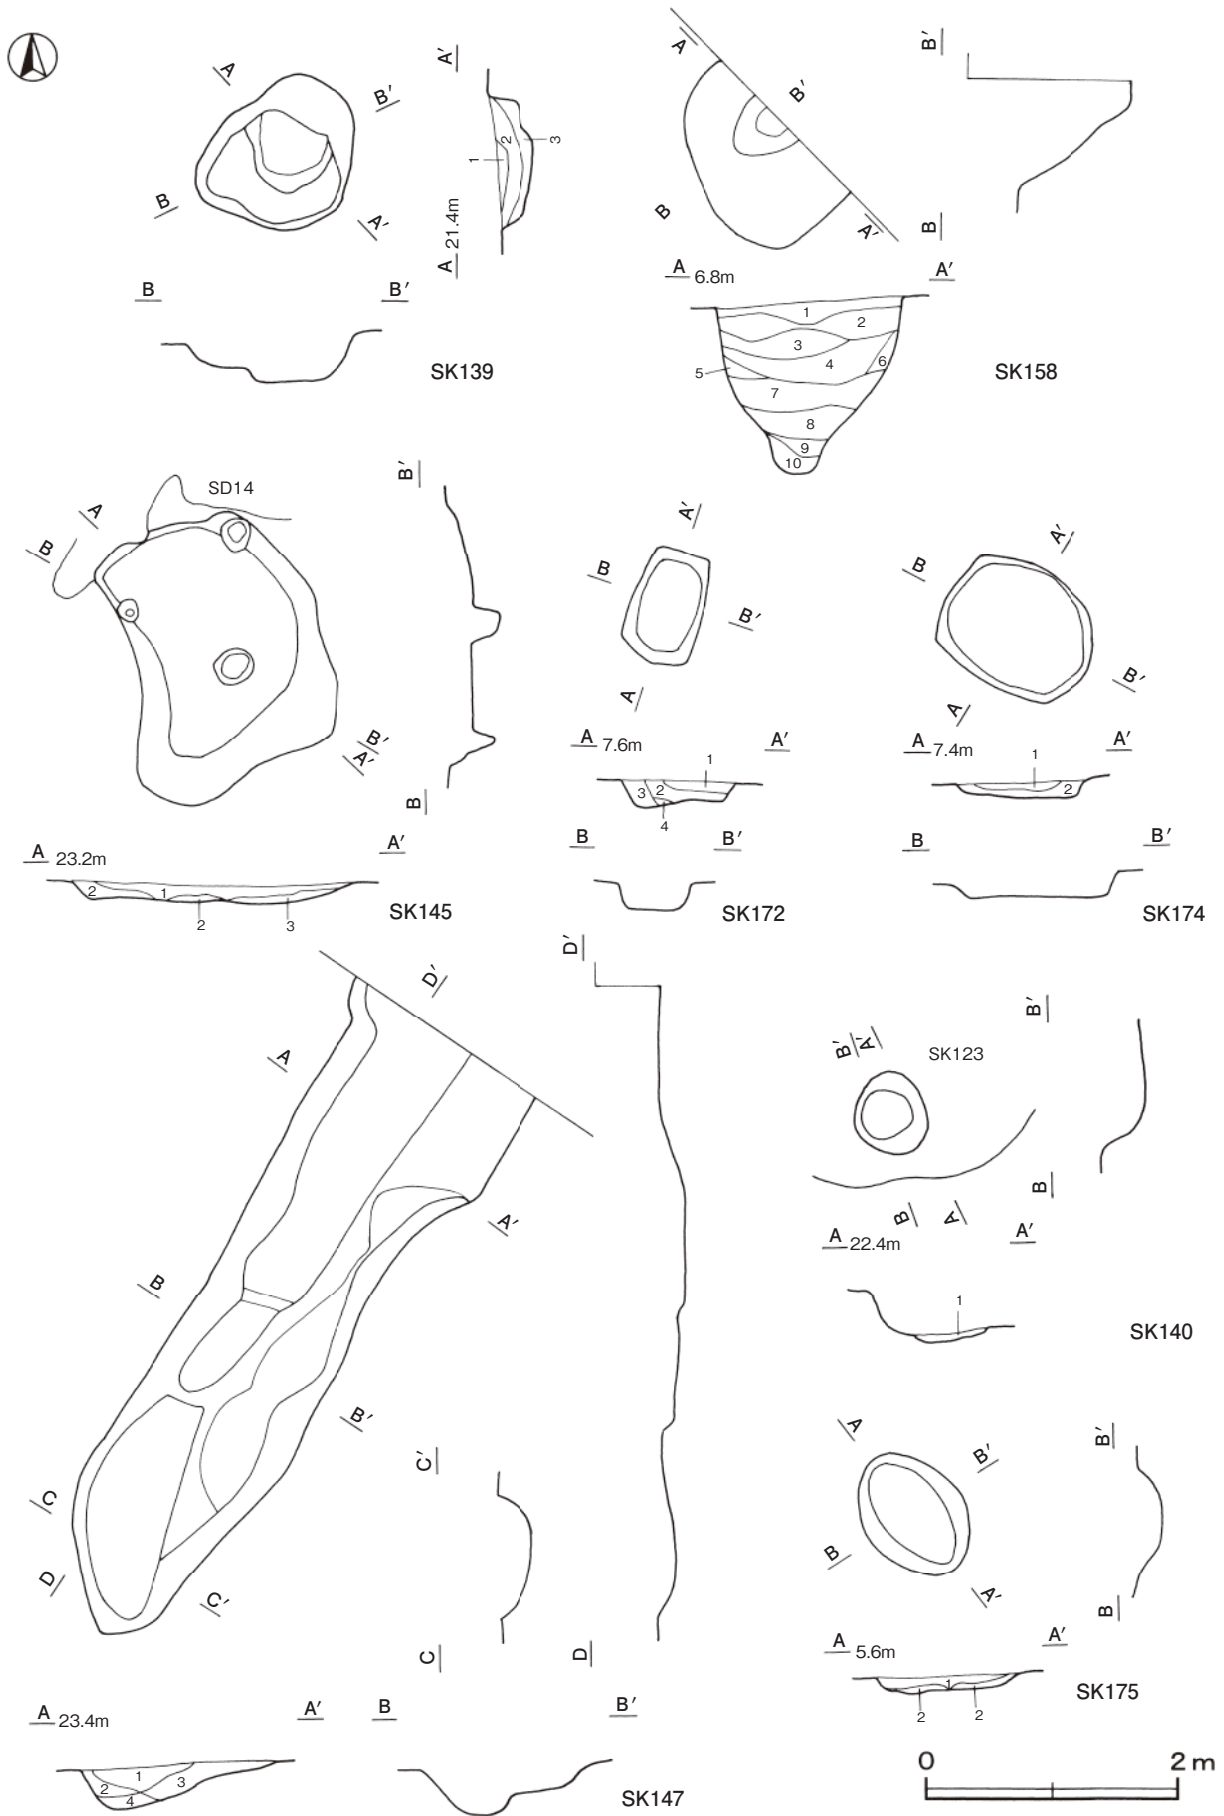 A
B′
B
A′
A′
1
2
3
A 21.4m
B
B′
SK139
A
B′
B
A′
B′
B
A 6.8m
A′
1
2
3
4
5
6
7
8
9
10
SK158
SD14
A
B
B′
A′
B′
B
A 23.2m
A′
2
1
2
3
SK145
A′
B
B′
A
A 7.6m
A′
1
3
2
4
B
B′
SK172
A′
B
B′
A
A 7.4m
A′
1
2
B
B′
SK174
D′
A
A′
B
B′
C
D
C′
D′
D
C′
C
A 23.4m
A′
1
2
3
4
B
B′
SK147
B′
A′
SK123
B
A
B′
B
A 22.4m
A′
1
SK140
A
B′
B
A′
B′
B
A 5.6m
A′
1
2
2
SK175
0
2 m